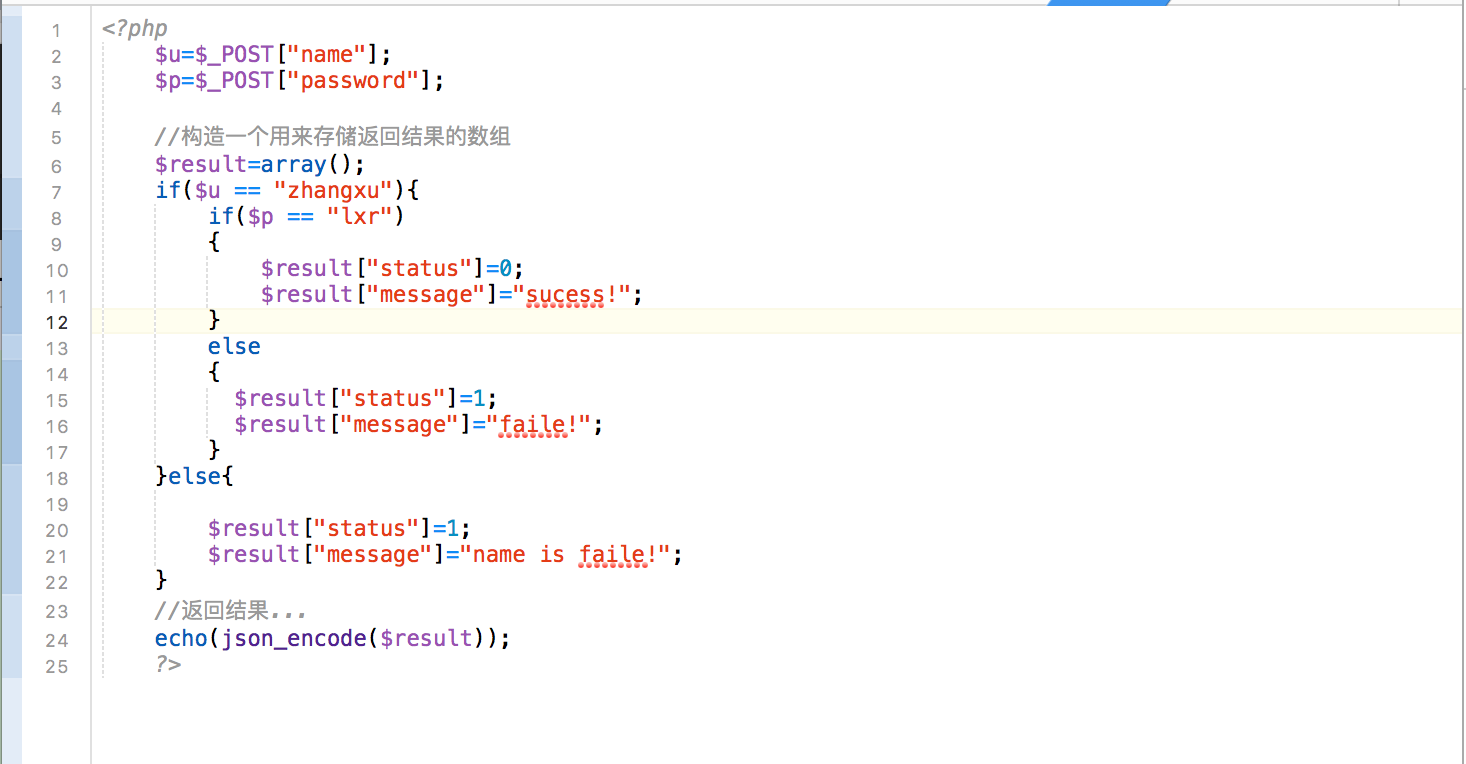 1 <?php
2 $u=$_POST["name"];
3 $p=$_POST["password"];
4
5 //构造一个用来存储返回结果的数组
6 $result=array();
7 if($u == "zhangxu"){
8 if($p == "lxr")
9 {
10 $result["status"]=0;
11 $result["message"]="sucess!";
12 }
13 else
14 {
15 $result["status"]=1;
16 $result["message"]="faile!";
17 }
18 }else{
19
20 $result["status"]=1;
21 $result["message"]="name is faile!";
22 }
23 //返回结果...
24 echo(json_encode($result));
25 ?>